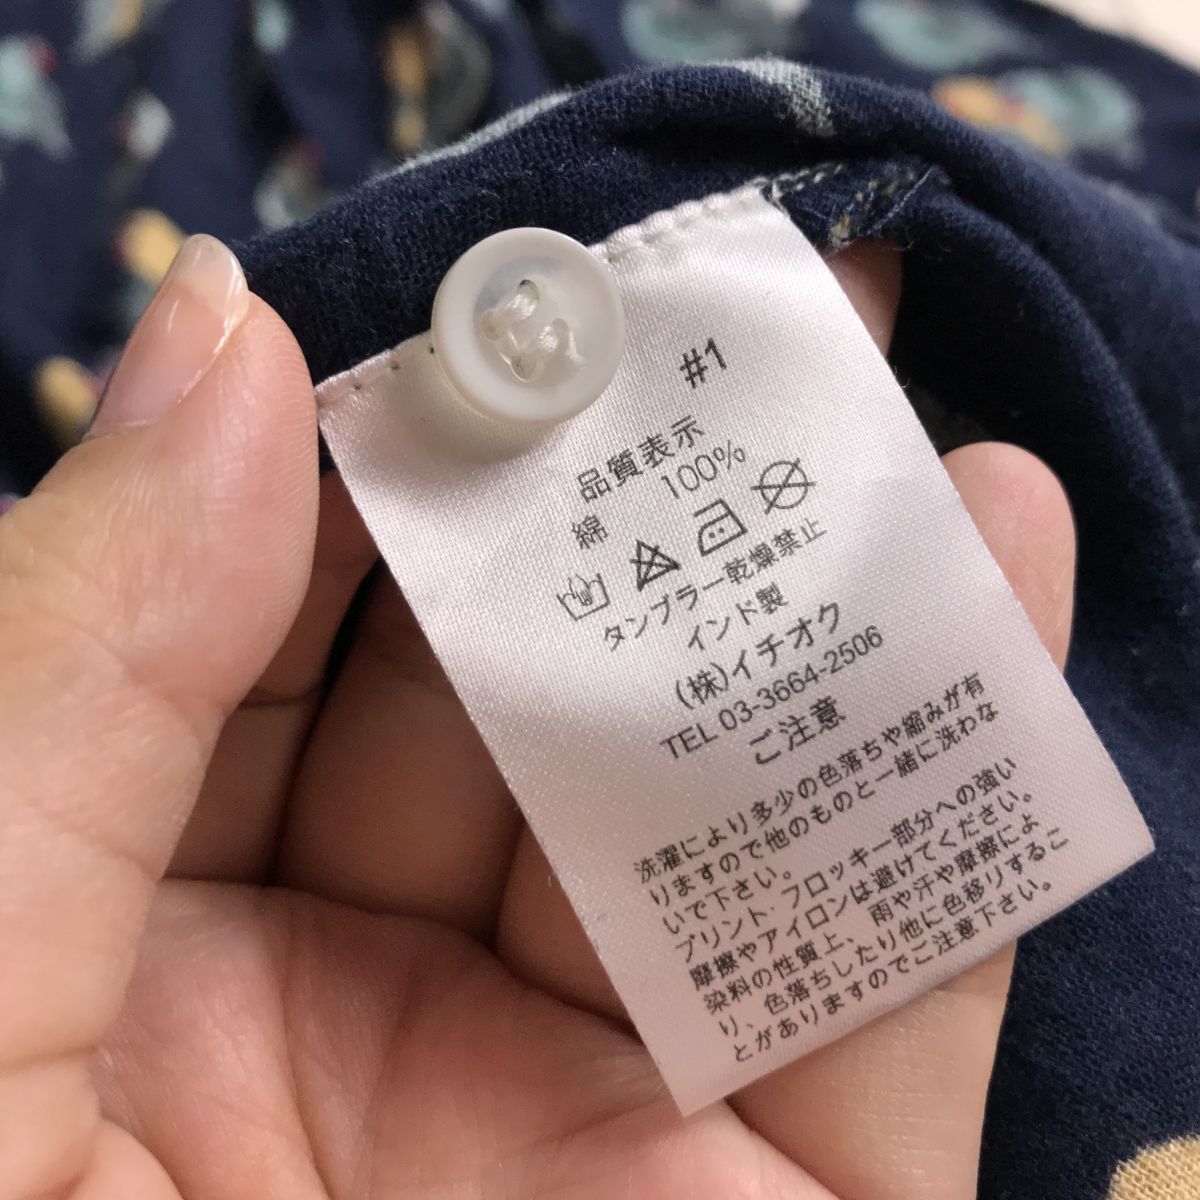 #1
品質表示
綿 100%
タンブラー乾燥禁止
インド製
(株)イチオク
TEL 03-3664-2506
ご注意
洗濯により多少の色落ちや縮みが有
りますので他のものと一緒に洗わな
いで下さい。
プリント・フロッキー部分への強い
摩擦やアイロンは避けてください。
染料の性質上、雨や汗や摩擦によ
り、色落ちしたり他に色移りするこ
とがありますのでご注意下さい。